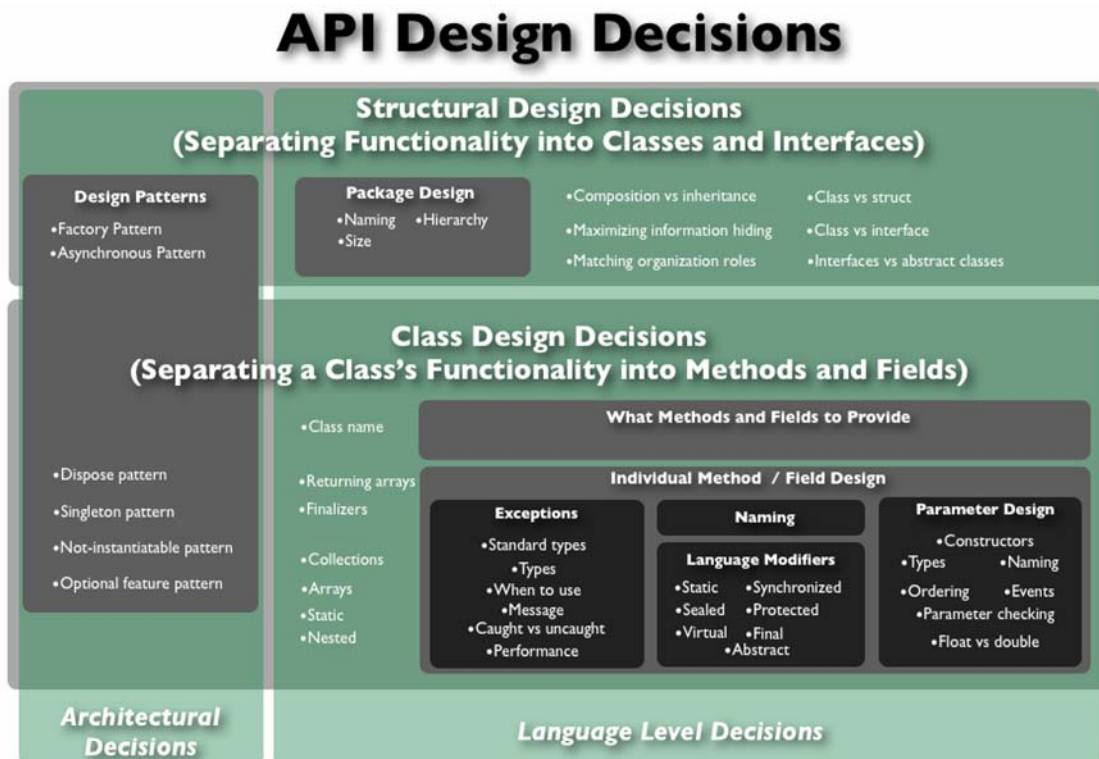 API Design Decisions
Structural Design Decisions
(Separating Functionality into Classes and Interfaces)
Design Patterns
•Factory Pattern
•Asynchronous Pattern
Package Design
•Naming •Hierarchy
•Size
•Composition vs inheritance
•Maximizing information hiding
•Matching organization roles
•Class vs struct
•Class vs interface
•Interfaces vs abstract classes
Class Design Decisions
(Separating a Class's Functionality into Methods and Fields)
•Dispose pattern
•Singleton pattern
•Not-instantiatable pattern
•Optional feature pattern
•Class name
•Returning arrays
•Finalizers
•Collections
•Arrays
•Static
•Nested
What Methods and Fields to Provide
Individual Method / Field Design
Exceptions
•Standard types
•Types
•When to use
•Message
•Caught vs uncaught
•Performance
Naming
Language Modifiers
•Static •Synchronized
•Sealed •Protected
•Virtual •Final
•Abstract
Parameter Design
•Constructors
•Types •Naming
•Ordering •Events
•Parameter checking
•Float vs double
Architectural
Decisions
Language Level Decisions